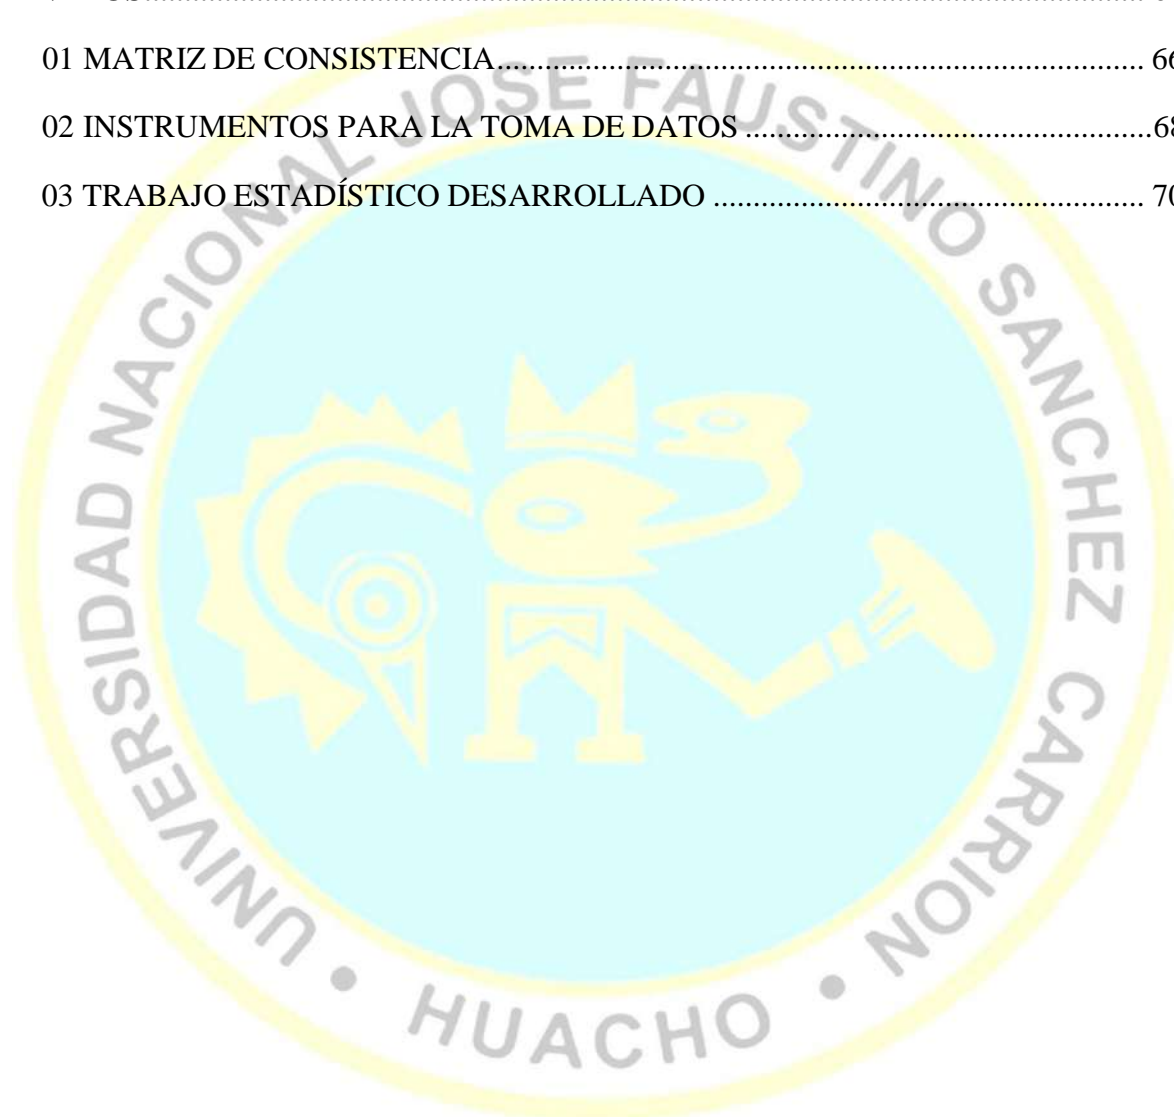 01 MATRIZ DE CONSISTENCIA................................................................................. 66
02 INSTRUMENTOS PARA LA TOMA DE DATOS ...................................................68
03 TRABAJO ESTADÍSTICO DESARROLLADO ...................................................... 70
UNIVERSIDAD NACIONAL JOSE FAUSTINO SANCHEZ CARRION
• HUACHO •